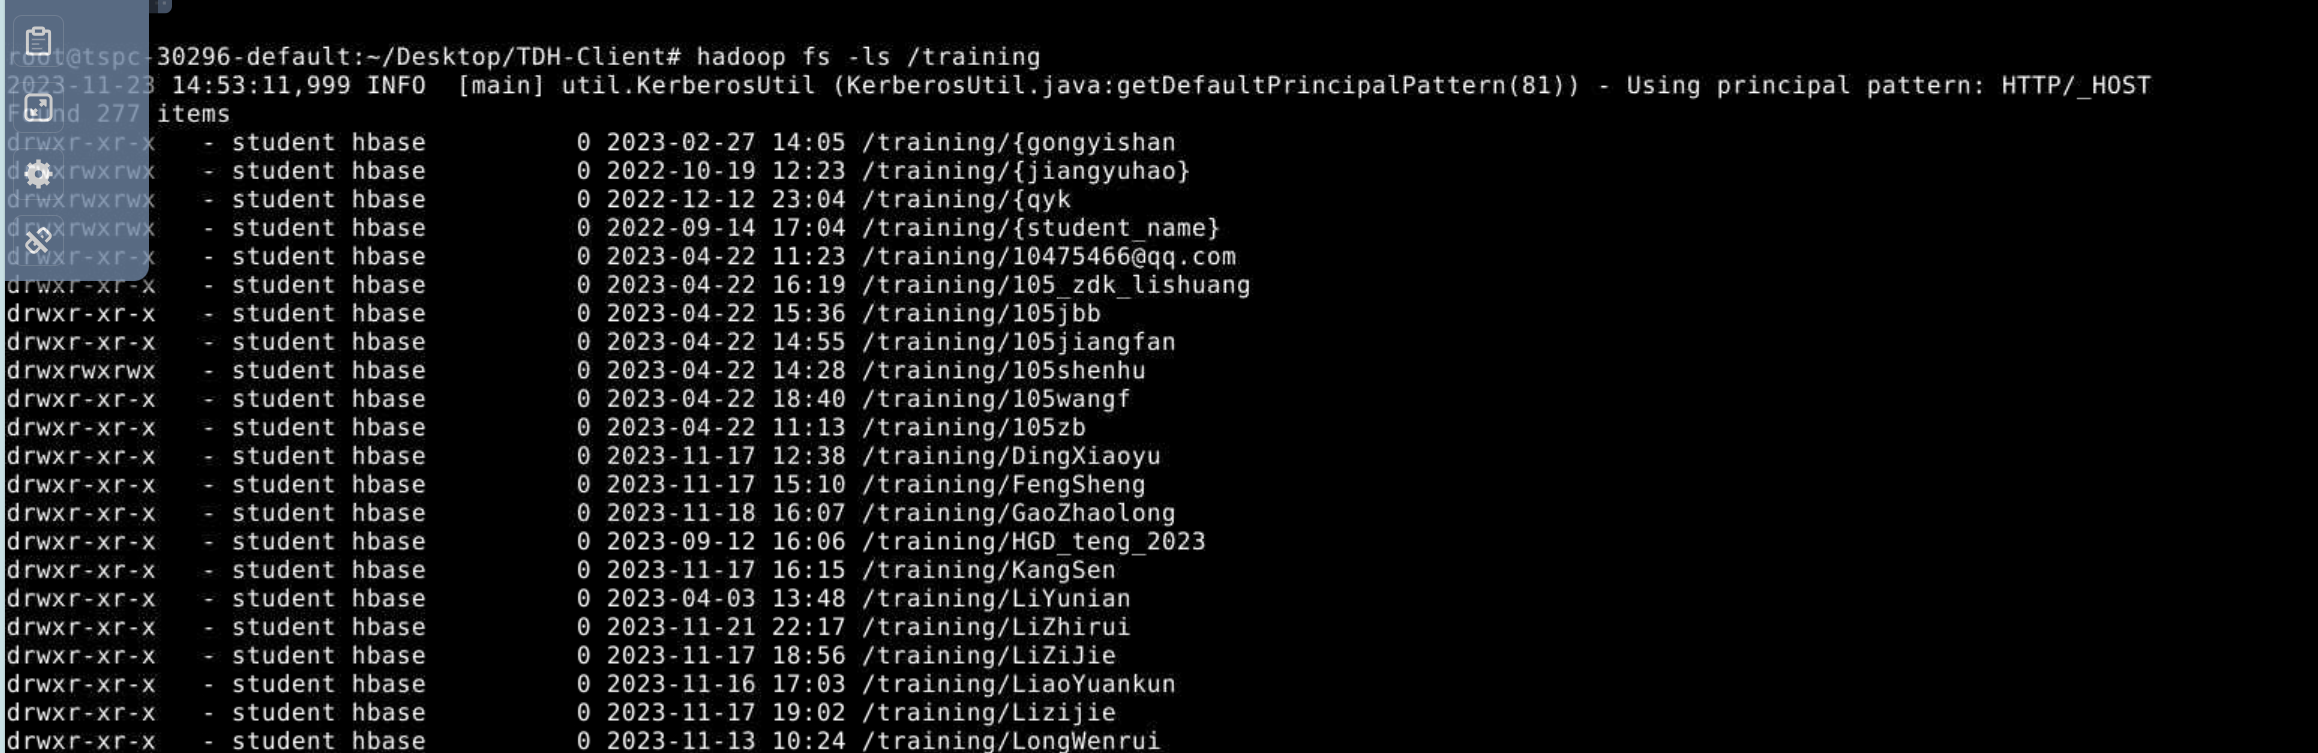 root@tspc-30296-default:~/Desktop/TDH-Client# hadoop fs -ls /training
2023-11-23 14:53:11,999 INFO  [main] util.KerberosUtil (KerberosUtil.java:getDefaultPrincipalPattern(81)) - Using principal pattern: HTTP/_HOST
Found 277 items
drwxr-xr-x   - student hbase          0 2023-02-27 14:05 /training/{gongyishan
drwxrwxrwx   - student hbase          0 2022-10-19 12:23 /training/{jiangyuhao}
drwxrwxrwx   - student hbase          0 2022-12-12 23:04 /training/{qyk
drwxrwxrwx   - student hbase          0 2022-09-14 17:04 /training/{student_name}
drwxr-xr-x   - student hbase          0 2023-04-22 11:23 /training/10475466@qq.com
drwxr-xr-x   - student hbase          0 2023-04-22 16:19 /training/105_zdk_lishuang
drwxr-xr-x   - student hbase          0 2023-04-22 15:36 /training/105jbb
drwxr-xr-x   - student hbase          0 2023-04-22 14:55 /training/105jiangfan
drwxrwxrwx   - student hbase          0 2023-04-22 14:28 /training/105shenhu
drwxr-xr-x   - student hbase          0 2023-04-22 18:40 /training/105wangf
drwxr-xr-x   - student hbase          0 2023-04-22 11:13 /training/105zb
drwxr-xr-x   - student hbase          0 2023-11-17 12:38 /training/DingXiaoyu
drwxr-xr-x   - student hbase          0 2023-11-17 15:10 /training/FengSheng
drwxr-xr-x   - student hbase          0 2023-11-18 16:07 /training/GaoZhaolong
drwxr-xr-x   - student hbase          0 2023-09-12 16:06 /training/HGD_teng_2023
drwxr-xr-x   - student hbase          0 2023-11-17 16:15 /training/KangSen
drwxr-xr-x   - student hbase          0 2023-04-03 13:48 /training/LiYunian
drwxr-xr-x   - student hbase          0 2023-11-21 22:17 /training/LiZhirui
drwxr-xr-x   - student hbase          0 2023-11-17 18:56 /training/LiZiJie
drwxr-xr-x   - student hbase          0 2023-11-16 17:03 /training/LiaoYuankun
drwxr-xr-x   - student hbase          0 2023-11-17 19:02 /training/Lizijie
drwxr-xr-x   - student hbase          0 2023-11-13 10:24 /training/LongWenrui